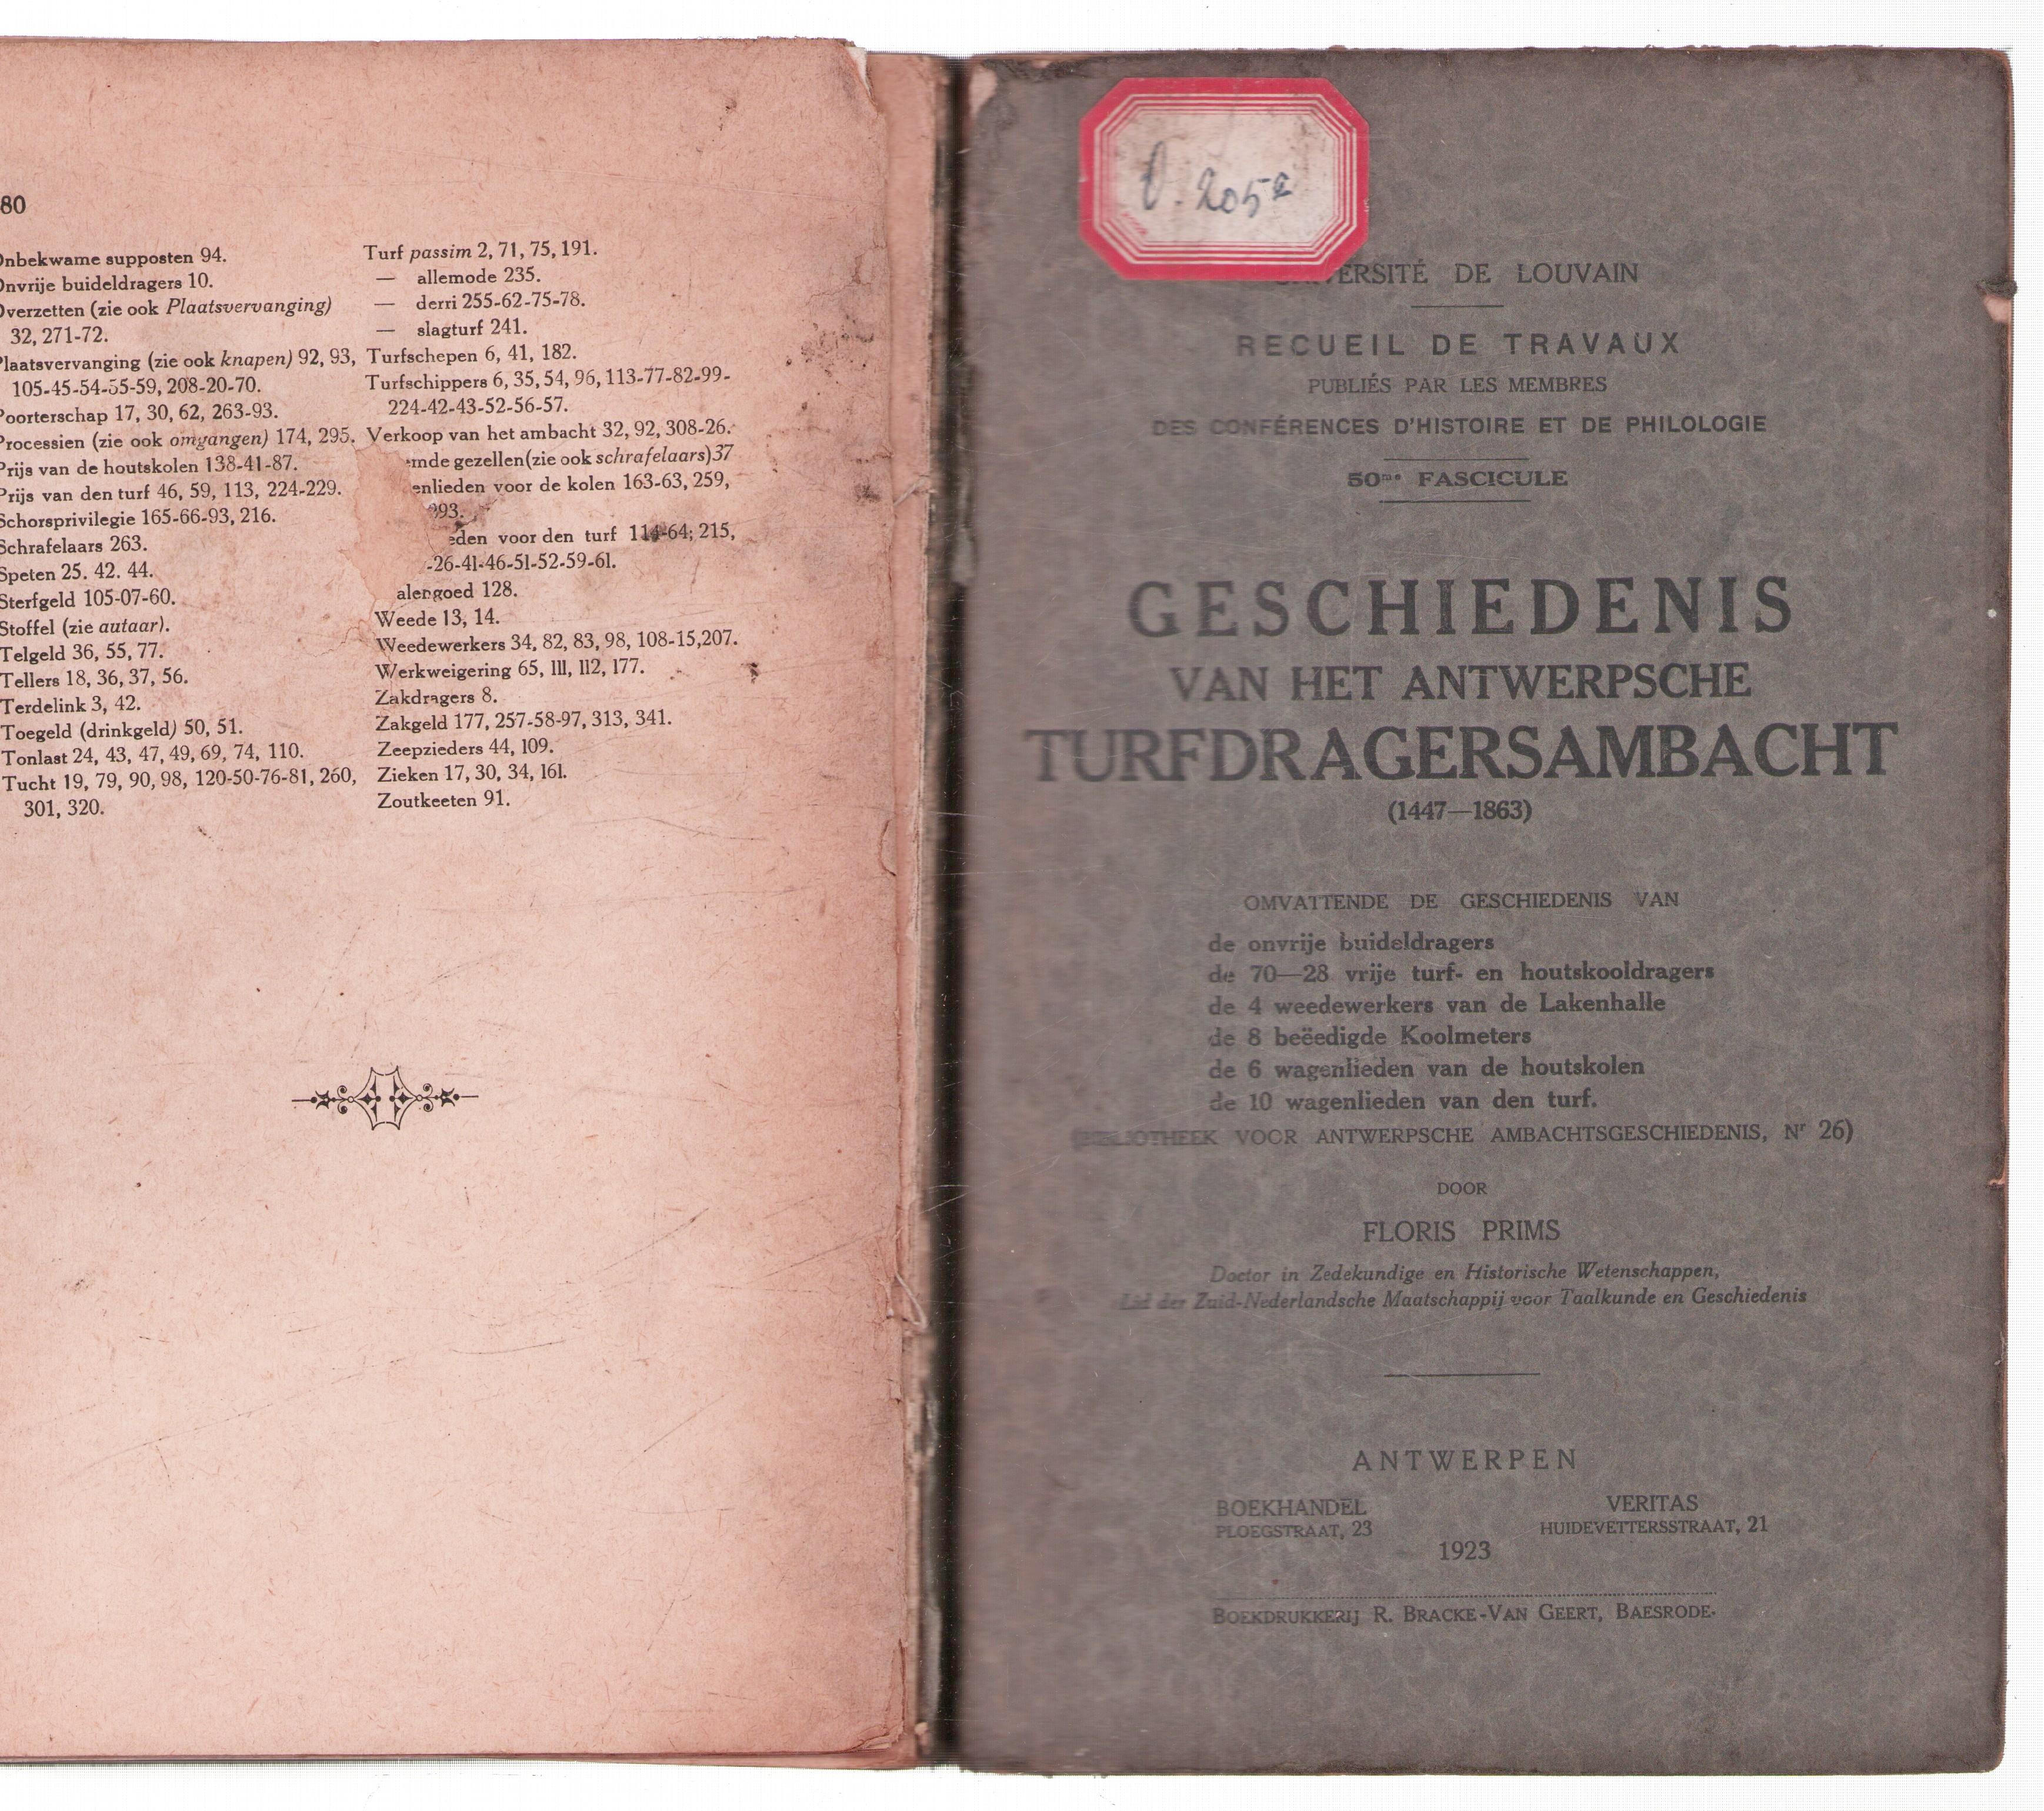 80
Onbekwame supposten 94.
Onvrije buideldragers 10.
Overzetten (zie ook Plaatsvervanging)
32, 271-72.
Plaatsvervanging (zie ook knapen) 92, 93,
105-45-54-55-59, 208-20-70.
Poorterschap 17, 30, 62, 263-93.
Processien (zie ook omgangen) 174, 295.
Prijs van de houtskolen 138-41-87.
Prijs van den turf 46, 59, 113, 224-229.
Schorsprivilegie 165-66-93, 216.
Schrafelaars 263.
Speten 25. 42. 44.
Sterfgeld 105-07-60.
Stoffel (zie autaar).
Telgeld 36, 55, 77.
Tellers 18, 36, 37, 56.
Terdelink 3, 42.
Toegeld (drinkgeld) 50, 51.
Tonlast 24, 43, 47, 49, 69, 74, 110.
Tucht 19, 79, 90, 98, 120-50-76-81, 260,
301, 320.
Turf passim 2, 71, 75, 191.
— allemode 235.
— derri 255-62-75-78.
— slagturf 241.
Turfschepen 6, 41, 182.
Turfschippers 6, 35, 54, 96, 113-77-82-99-
224-42-43-52-56-57.
Verkoop van het ambacht 32, 92, 308-26.
emde gezellen (zie ook schrafelaars) 37
enlieden voor de kolen 163-63, 259,
293.
eden voor den turf 114-64; 215,
-26-41-46-51-52-59-61.
alengoed 128.
Weede 13, 14.
Weedewerkers 34, 82, 83, 98, 108-15, 207.
Werkweigering 65, 111, 112, 177.
Zakdragers 8.
Zakgeld 177, 257-58-97, 313, 341.
Zeepzieders 44, 109.
Zieken 17, 30, 34, 161.
Zoutkeeten 91.
205
ERSITÉ DE LOUVAIN
RECUEIL DE TRAVAUX
PUBLIÉS PAR LES MEMBRES
DES CONFÉRENCES D'HISTOIRE ET DE PHILOLOGIE
50me FASCICULE
GESCHIEDENIS
VAN HET ANTWERPSCHE
TURFDRAGERSAMBACHT
(1447—1863)
OMVATTENDE DE GESCHIEDENIS VAN
de onvrije buideldragers
de 70—28 vrije turf- en houtskooldragers
de 4 weedewerkers van de Lakenhalle
de 8 beëedigde Koolmeters
de 6 wagenlieden van de houtskolen
de 10 wagenlieden van den turf.
(BIBLIOTHEEK VOOR ANTWERPSCHE AMBACHTSGESCHIEDENIS, Nr 26)
DOOR
FLORIS PRIMS
Doctor in Zedekundige en Historische Wetenschappen,
Lid der Zuid-Nederlandsche Maatschappij voor Taalkunde en Geschiedenis
ANTWERPEN
BOEKHANDEL VERITAS
PLOEGSTRAAT, 23 HUIDEVETTERSSTRAAT, 21
1923
BOEKDRUKKERIJ R. BRACKE-VAN GEERT, BAESRODE.